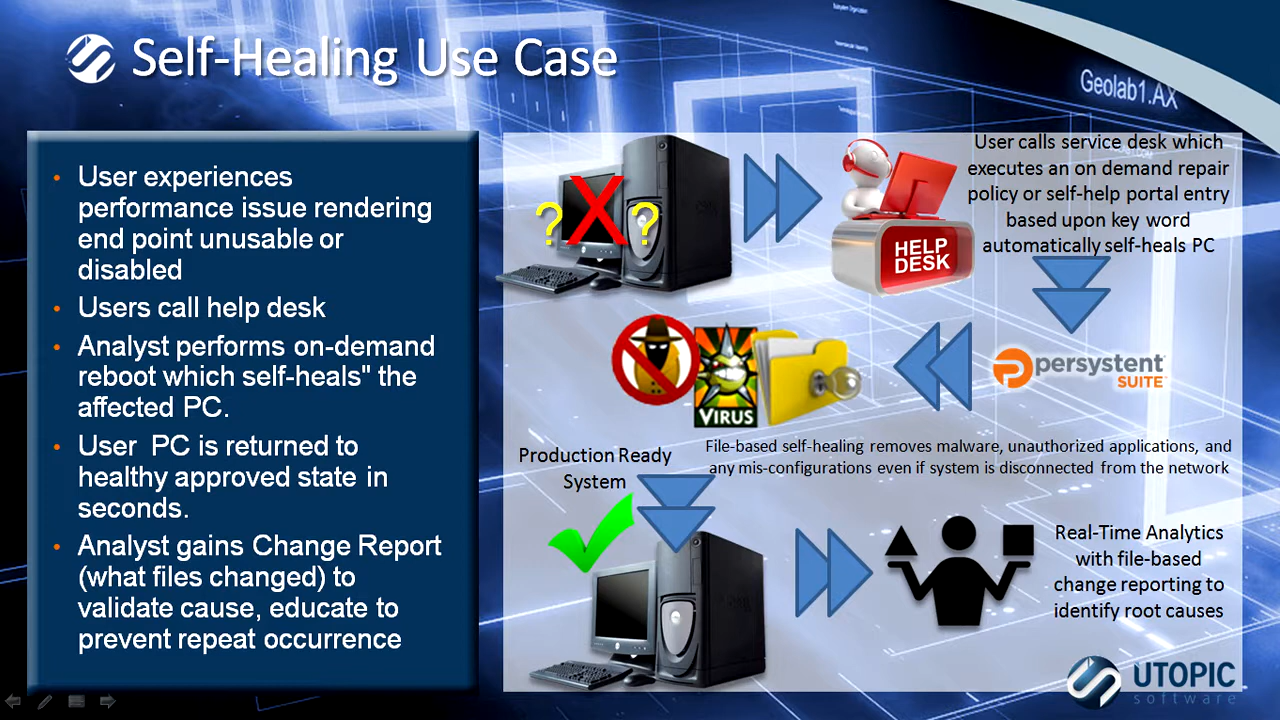 Self-Healing Use Case
Geolab1.AX
• User experiences
performance issue rendering
end point unusable or
disabled
• Users call help desk
• Analyst performs on-demand
reboot which self-heals" the
affected PC.
• User PC is returned to
healthy approved state in
seconds.
• Analyst gains Change Report
(what files changed) to
validate cause, educate to
prevent repeat occurrence
? X ?
HELP
DESK
User calls service desk which
executes an on demand repair
policy or self-help portal entry
based upon key word
automatically self-heals PC
VIRUS
persystent
SUITE
File-based self-healing removes malware, unauthorized applications, and
any mis-configurations even if system is disconnected from the network
Production Ready
System
Real-Time Analytics
with file-based
change reporting to
identify root causes
UTOPIC
software